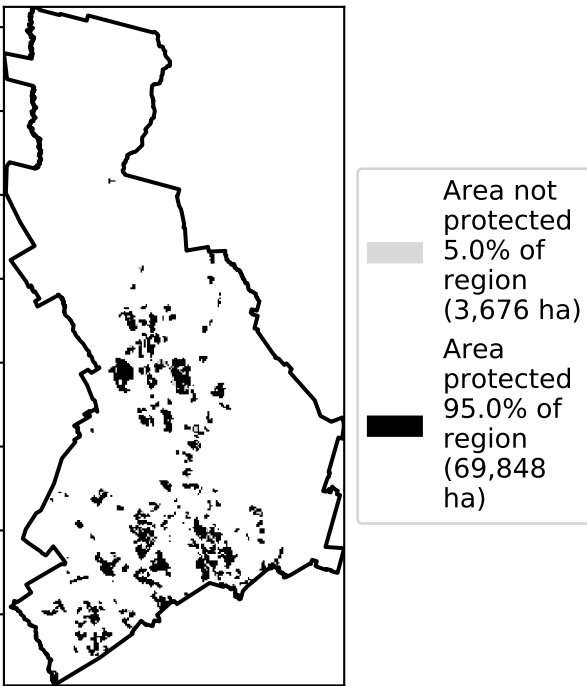 Area not
protected
5.0% of
region
(3,676 ha)
Area
protected
95.0% of
region
(69,848
ha)